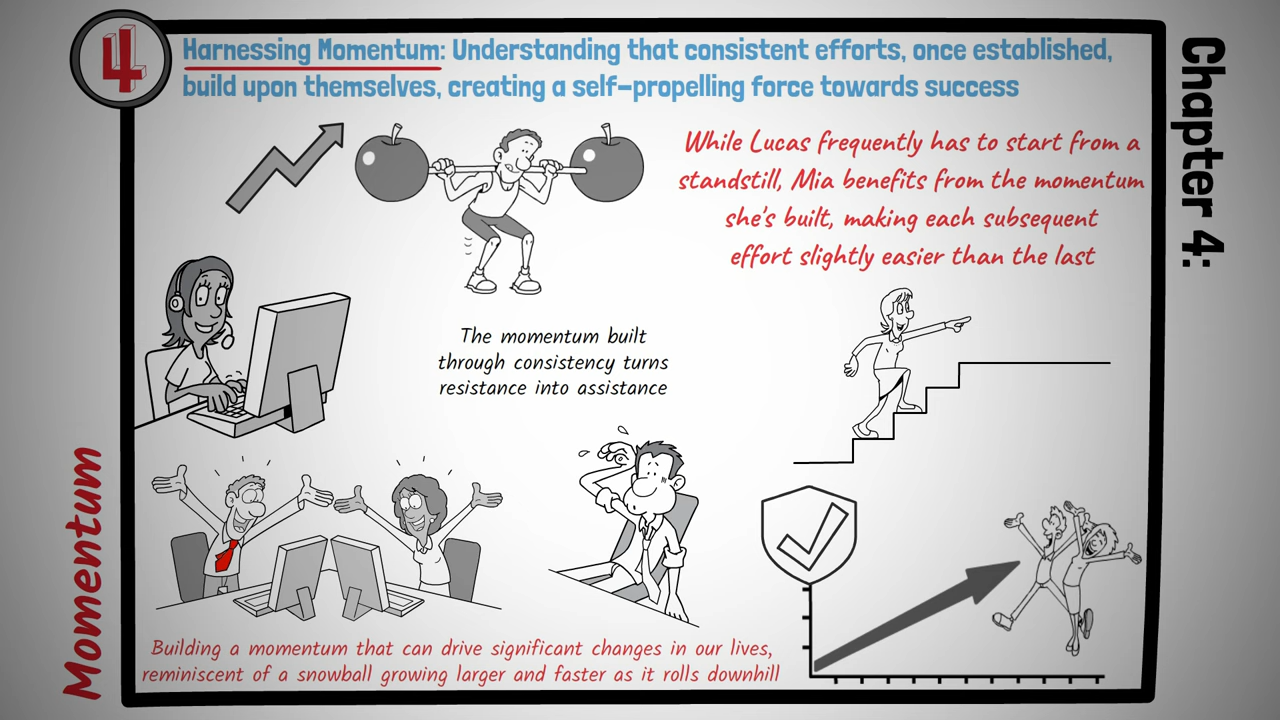 4
Harnessing Momentum: Understanding that consistent efforts, once established,
build upon themselves, creating a self-propelling force towards success
While Lucas frequently has to start from a
standstill, Mia benefits from the momentum
she's built, making each subsequent
effort slightly easier than the last
The momentum built
through consistency turns
resistance into assistance
Building a momentum that can drive significant changes in our lives,
reminiscent of a snowball growing larger and faster as it rolls downhill
Momentum
Chapter 4: